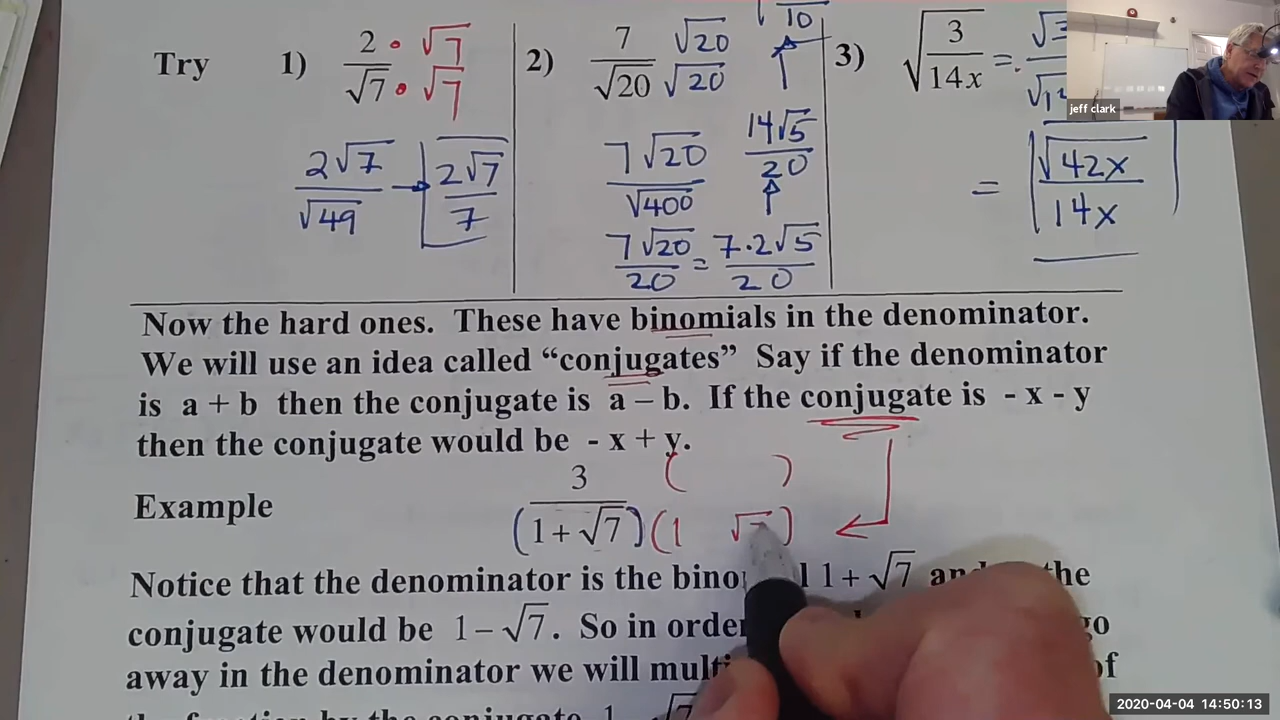 Try 1) 2 • √7 / √7 • √7 2) 7 √20 / √20 √20 √ 10 3) √(3 / 14x) = √3 / √1
2√7 / √49 → 2√7 / 7 7√20 / √400 14√5 / 20 = √42x / 14x
7√20 / 20 = 7·2√5 / 20
Now the hard ones. These have binomials in the denominator.
We will use an idea called “conjugates” Say if the denominator
is a + b then the conjugate is a – b. If the conjugate is - x - y
then the conjugate would be - x + y.
Example 3 ( ) / (1 + √7)(1 √ )
Notice that the denominator is the 1 + √7 the
conjugate would be 1 – √7. So in
away in the denominator we will of
jeff clark
2020-04-04 14:50:13